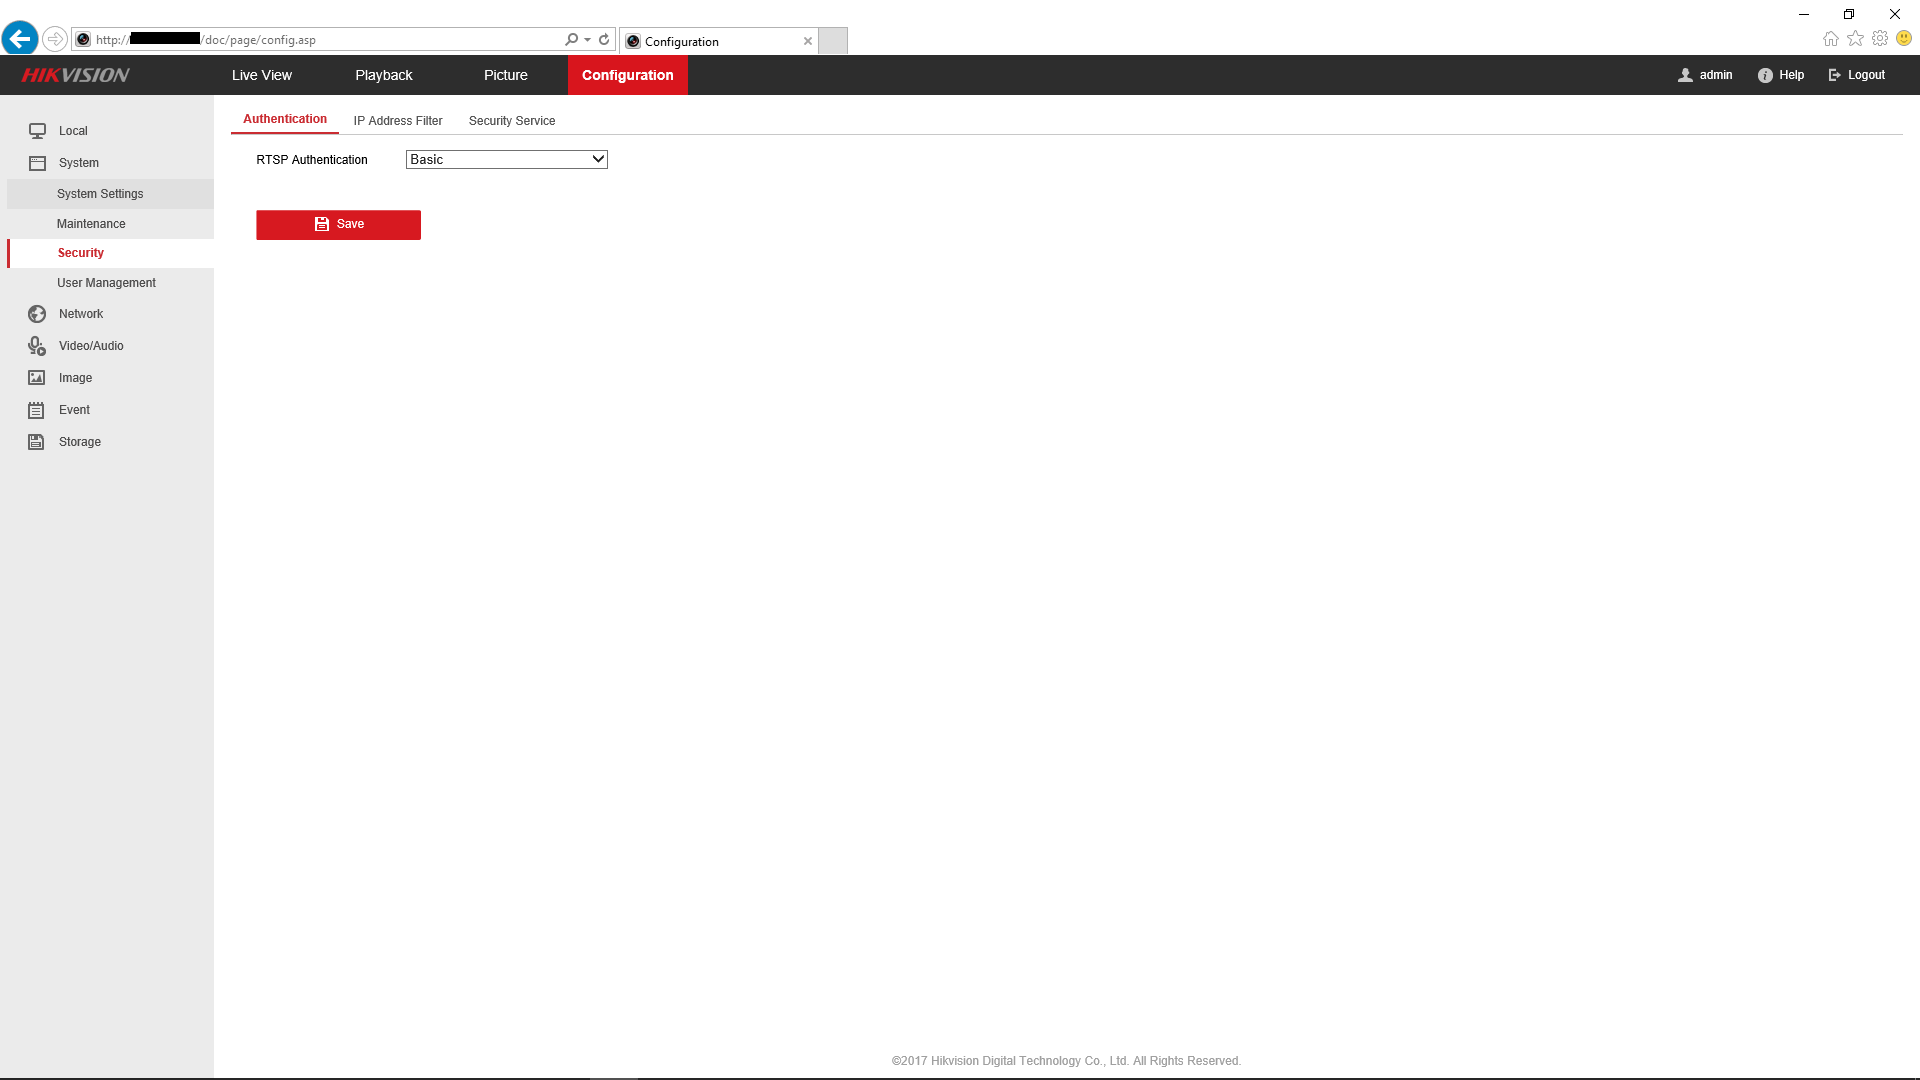 http:// /doc/page/config.asp
Configuration
HIKVISION
Live View
Playback
Picture
Configuration
admin
Help
Logout
Local
System
System Settings
Maintenance
Security
User Management
Network
Video/Audio
Image
Event
Storage
Authentication
IP Address Filter
Security Service
RTSP Authentication
Basic
Save
©2017 Hikvision Digital Technology Co., Ltd. All Rights Reserved.